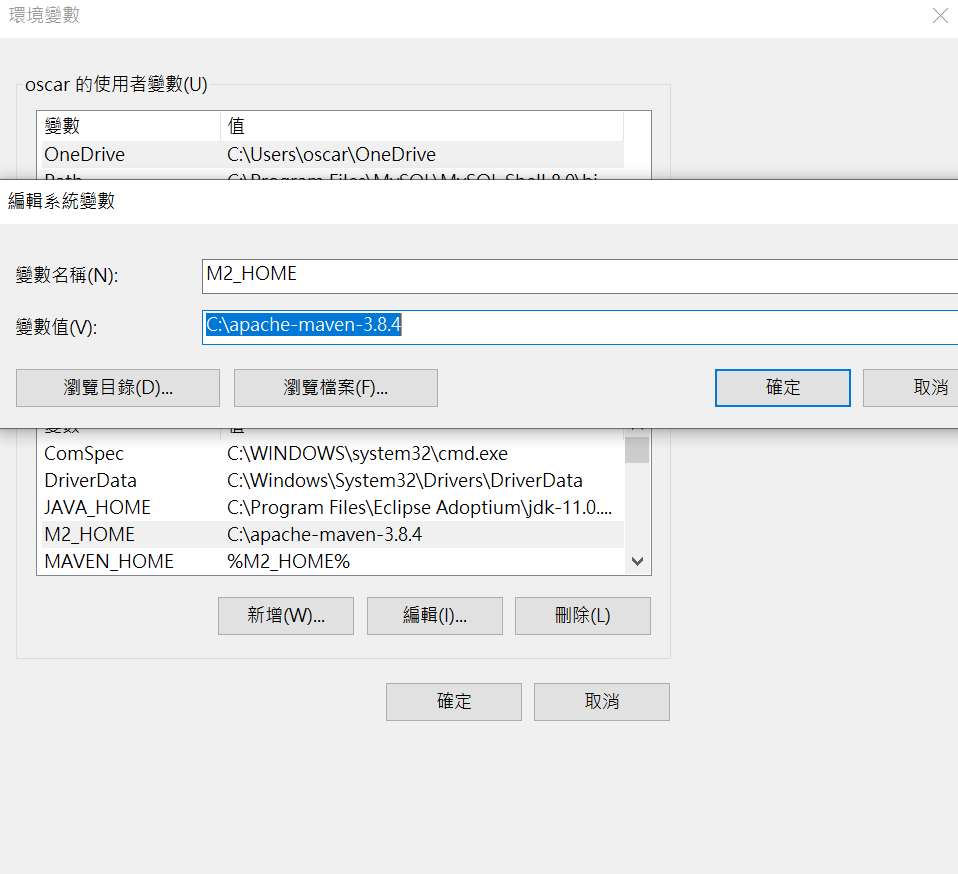 環境變數
oscar 的使用者變數(U)
變數 值
OneDrive C:\Users\oscar\OneDrive
Path C:\Program Files\MySQL\MySQL Shell 8.0\bi
編輯系統變數
變數名稱(N): M2_HOME
變數值(V): C:\apache-maven-3.8.4
瀏覽目錄(D)... 瀏覽檔案(F)... 確定 取消
變數 值
ComSpec C:\WINDOWS\system32\cmd.exe
DriverData C:\Windows\System32\Drivers\DriverData
JAVA_HOME C:\Program Files\Eclipse Adoptium\jdk-11.0....
M2_HOME C:\apache-maven-3.8.4
MAVEN_HOME %M2_HOME%
新增(W)... 編輯(I)... 刪除(L)
確定 取消